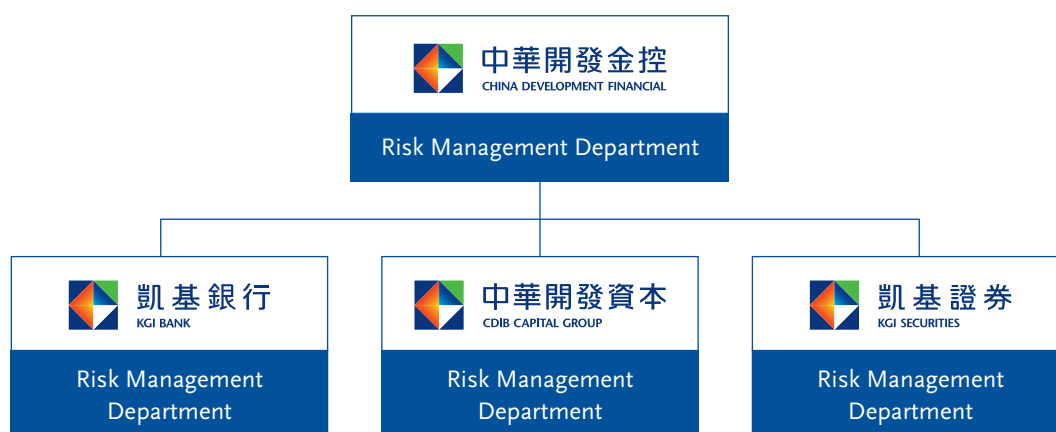 中華開發金控
CHINA DEVELOPMENT FINANCIAL
Risk Management Department
凱基銀行
KGI BANK
Risk Management
Department
中華開發資本
CDIB CAPITAL GROUP
Risk Management
Department
凱基證券
KGI SECURITIES
Risk Management
Department